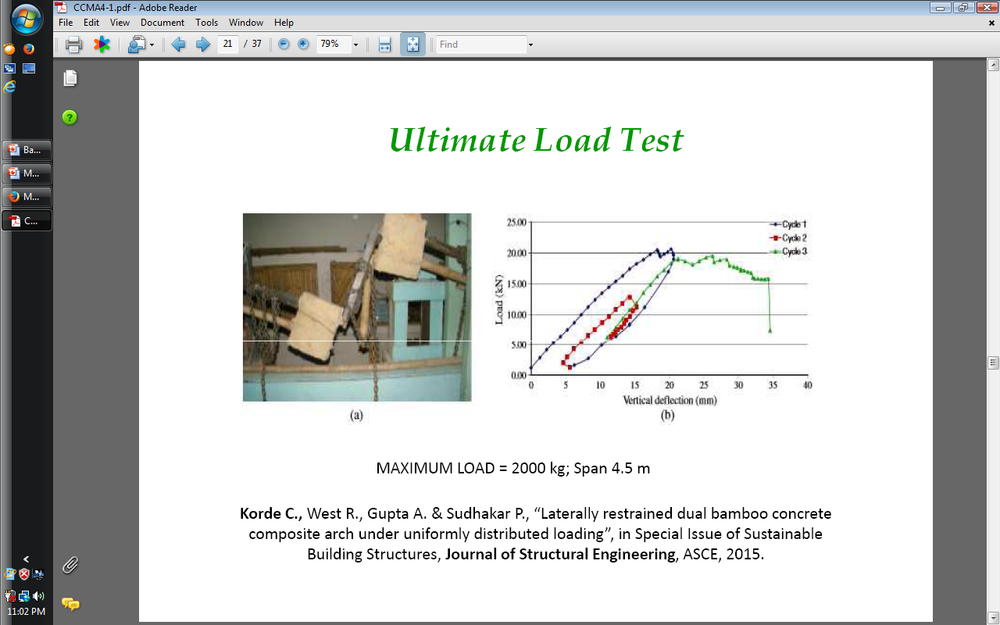 CCMA4-1.pdf - Adobe Reader
File Edit View Document Tools Window Help
21 / 37 79% Find
Ba...
M...
M...
C...
11:02 PM
Ultimate Load Test
25.00
20.00
15.00
10.00
5.00
0.00
Load (kN)
Cycle 1
Cycle 2
Cycle 3
0 5 10 15 20 25 30 35 40
Vertical deflection (mm)
(a) (b)
MAXIMUM LOAD = 2000 kg; Span 4.5 m
Korde C., West R., Gupta A. & Sudhakar P., “Laterally restrained dual bamboo concrete
composite arch under uniformly distributed loading”, in Special Issue of Sustainable
Building Structures, Journal of Structural Engineering, ASCE, 2015.